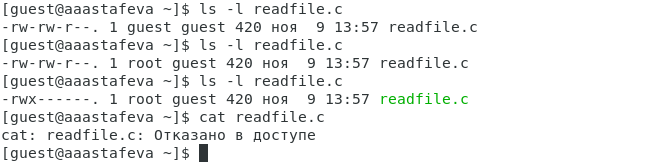 [guest@aaastafeva ~]$ ls -l readfile.c
-rw-rw-r--. 1 guest guest 420 ноя  9 13:57 readfile.c
[guest@aaastafeva ~]$ ls -l readfile.c
-rw-rw-r--. 1 root guest 420 ноя  9 13:57 readfile.c
[guest@aaastafeva ~]$ ls -l readfile.c
-rwx------. 1 root guest 420 ноя  9 13:57 readfile.c
[guest@aaastafeva ~]$ cat readfile.c
cat: readfile.c: Отказано в доступе
[guest@aaastafeva ~]$